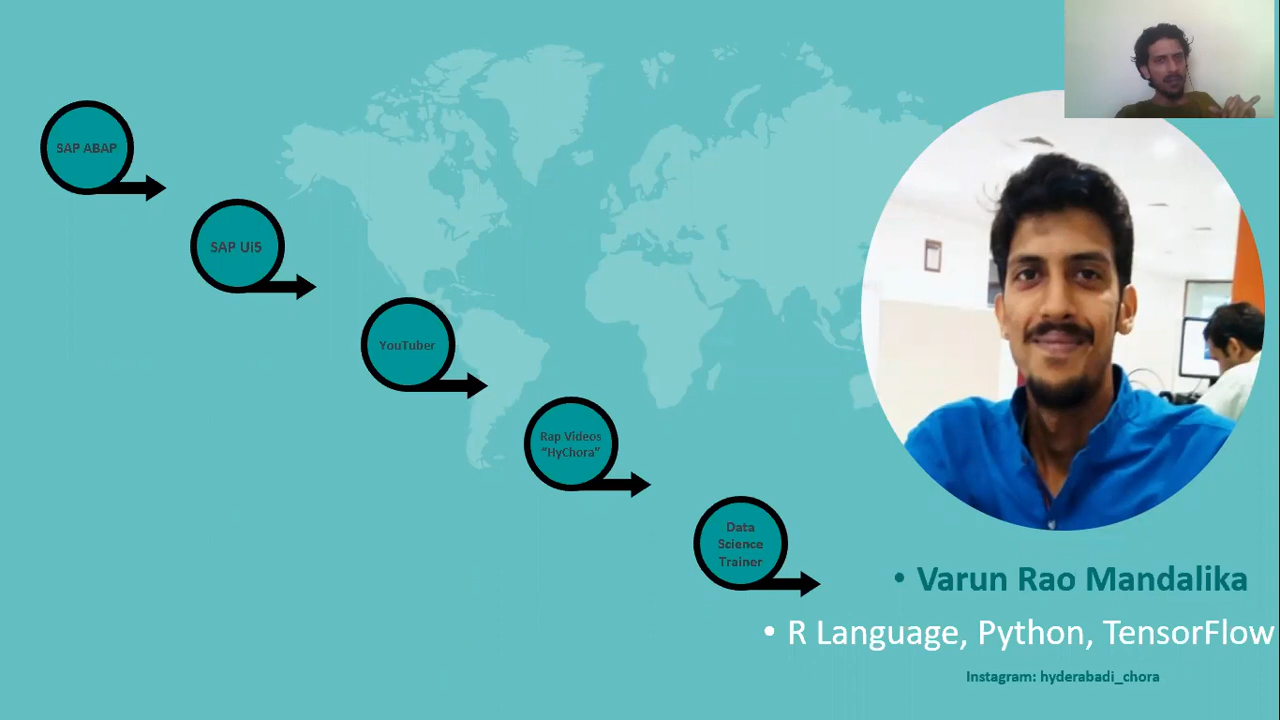 SAP ABAP
SAP Ui5
YouTuber
Rap Videos
"HyChora"
Data
Science
Trainer
• Varun Rao Mandalika
• R Language, Python, TensorFlow
Instagram: hyderabadi_chora